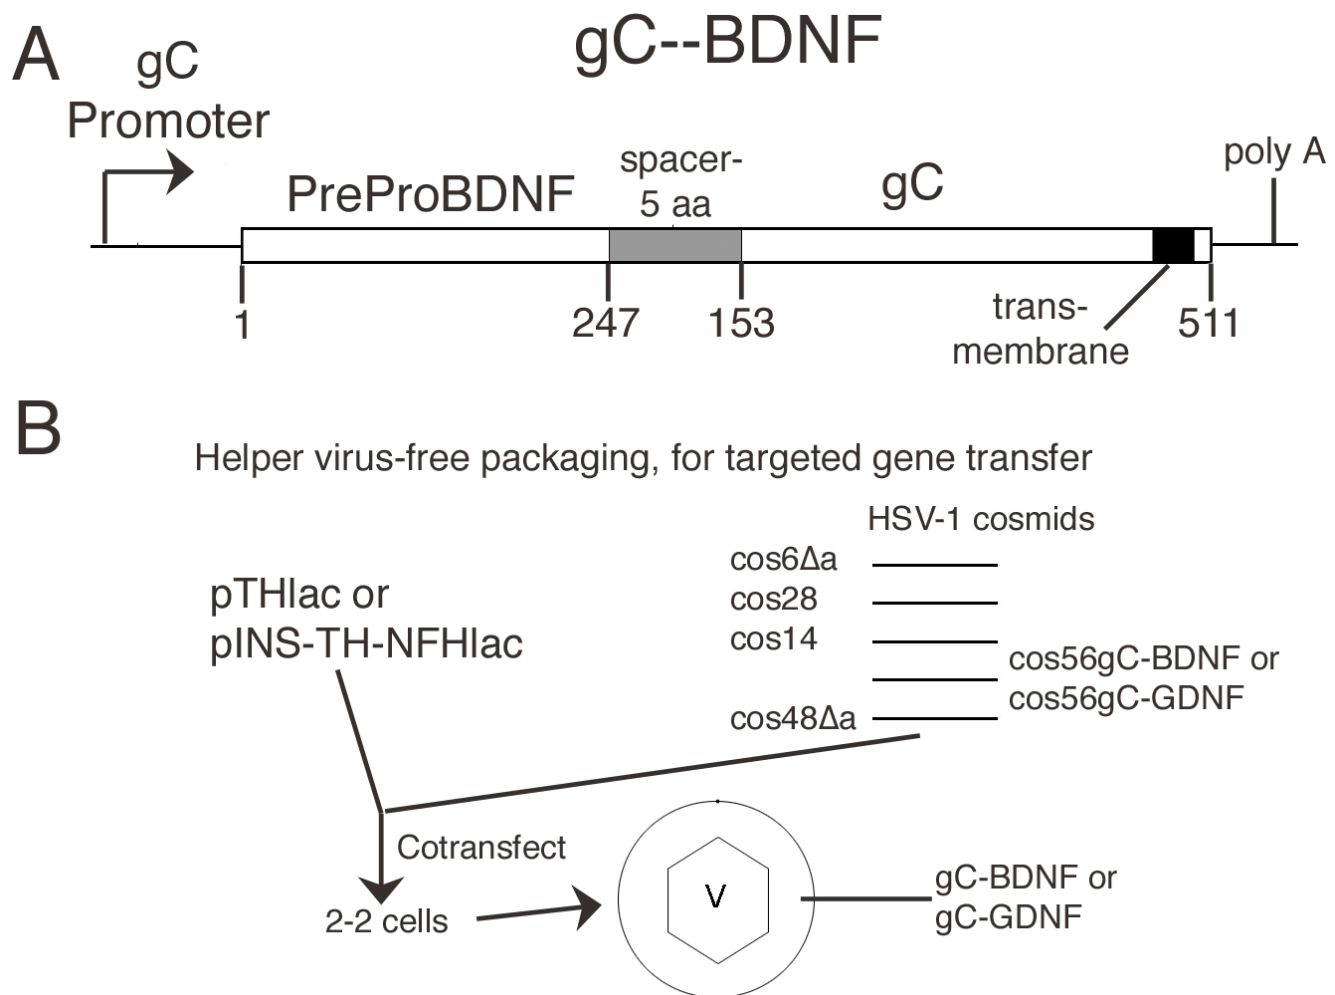 A
gC--BDNF
gC
Promoter
PreProBDNF
spacer-
5 aa
gC
poly A
1
247
153
trans-
membrane
511
B
Helper virus-free packaging, for targeted gene transfer
HSV-1 cosmids
pTHlac or
pINS-TH-NFHlac
cos6Δa
cos28
cos14
cos56gC-BDNF or
cos56gC-GDNF
cos48Δa
Cotransfect
2-2 cells
V
gC-BDNF or
gC-GDNF